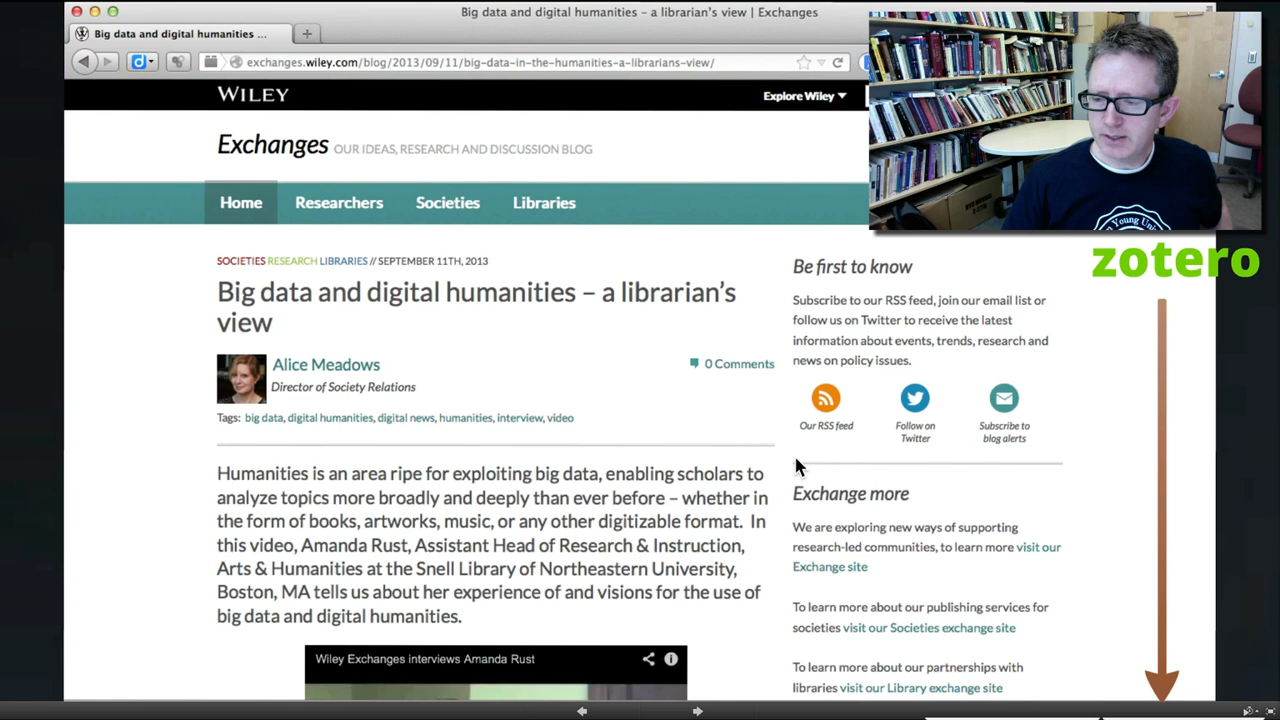 Big data and digital humanities – a librarian's view | Exchanges
Big data and digital humanities ...
exchanges.wiley.com/blog/2013/09/11/big-data-in-the-humanities-a-librarians-view/
WILEY
Explore Wiley
Exchanges OUR IDEAS, RESEARCH AND DISCUSSION BLOG
Home Researchers Societies Libraries
zotero
SOCIETIES RESEARCH LIBRARIES // SEPTEMBER 11TH, 2013
Big data and digital humanities – a librarian's
view
Alice Meadows
0 Comments
Director of Society Relations
Tags: big data, digital humanities, digital news, humanities, interview, video
Humanities is an area ripe for exploiting big data, enabling scholars to
analyze topics more broadly and deeply than ever before – whether in
the form of books, artworks, music, or any other digitizable format. In
this video, Amanda Rust, Assistant Head of Research & Instruction,
Arts & Humanities at the Snell Library of Northeastern University,
Boston, MA tells us about her experience of and visions for the use of
big data and digital humanities.
Wiley Exchanges interviews Amanda Rust
Be first to know
Subscribe to our RSS feed, join our email list or
follow us on Twitter to receive the latest
information about events, trends, research and
news on policy issues.
Our RSS feed
Follow on
Twitter
Subscribe to
blog alerts
Exchange more
We are exploring new ways of supporting
research-led communities, to learn more visit our
Exchange site
To learn more about our publishing services for
societies visit our Societies exchange site
To learn more about our partnerships with
libraries visit our Library exchange site